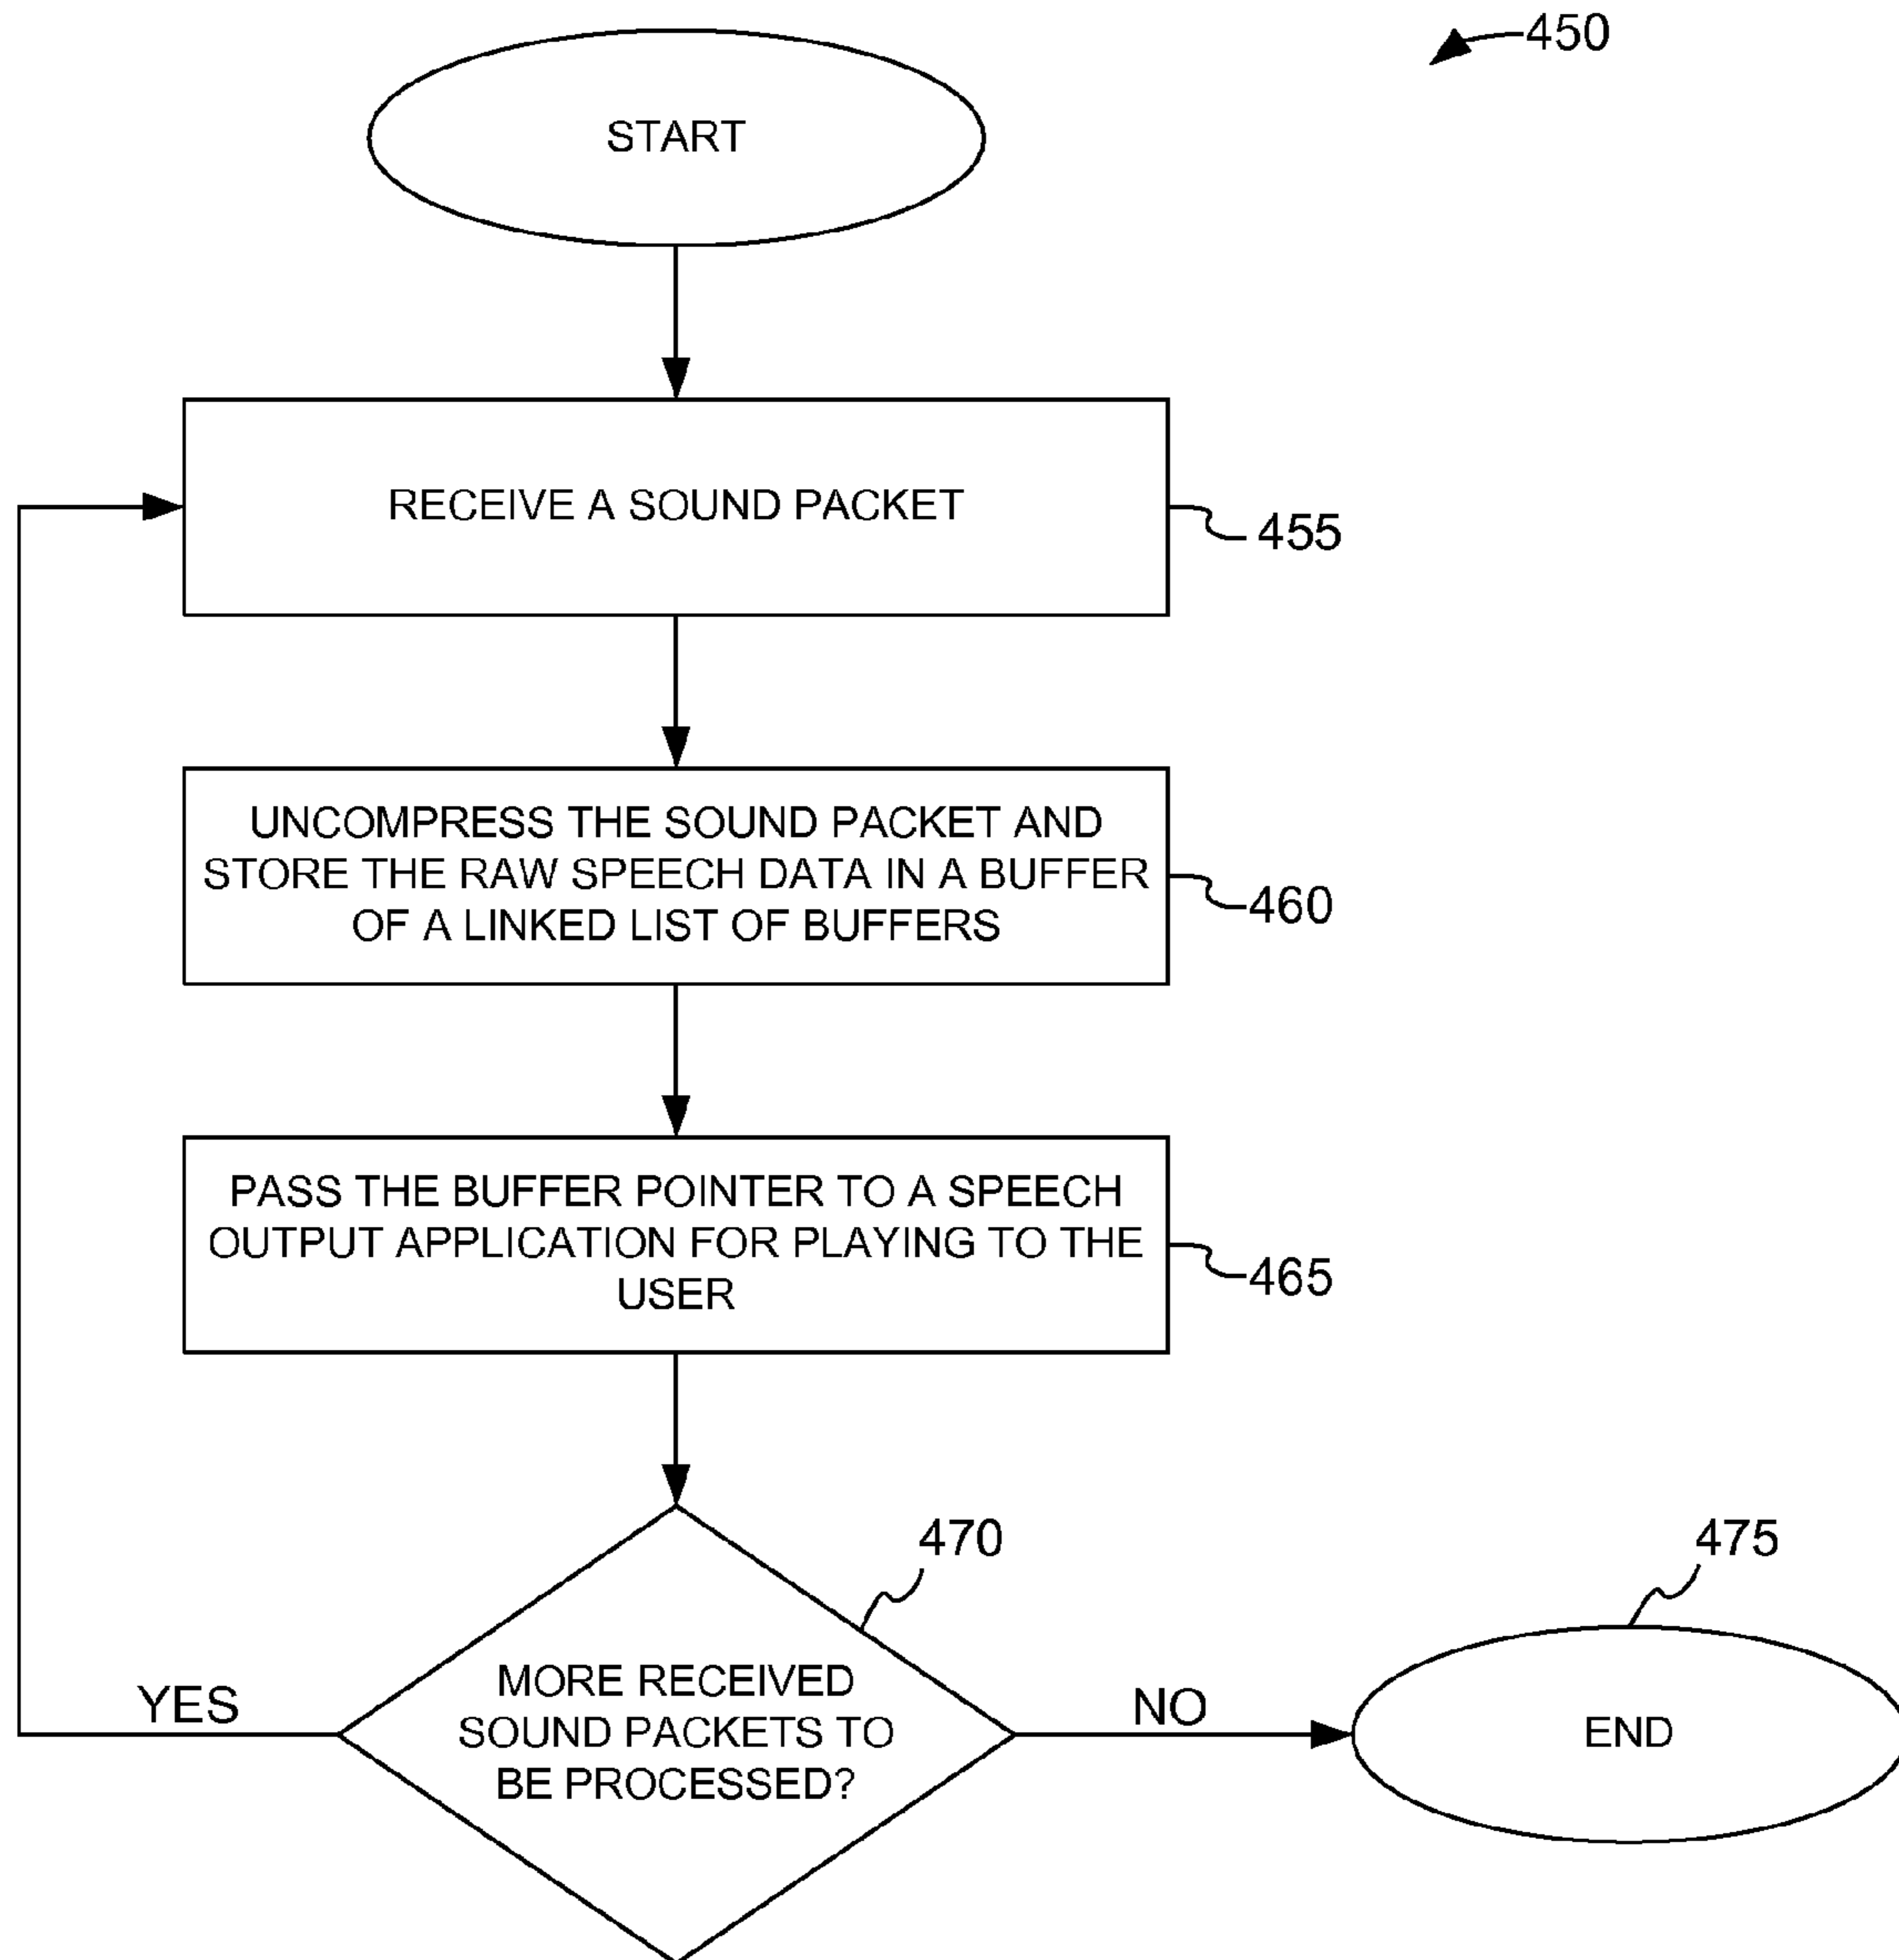 450
START
RECEIVE A SOUND PACKET
455
UNCOMPRESS THE SOUND PACKET AND
STORE THE RAW SPEECH DATA IN A BUFFER
OF A LINKED LIST OF BUFFERS
460
PASS THE BUFFER POINTER TO A SPEECH
OUTPUT APPLICATION FOR PLAYING TO THE
USER
465
470
475
MORE RECEIVED
SOUND PACKETS TO
BE PROCESSED?
YES
NO
END